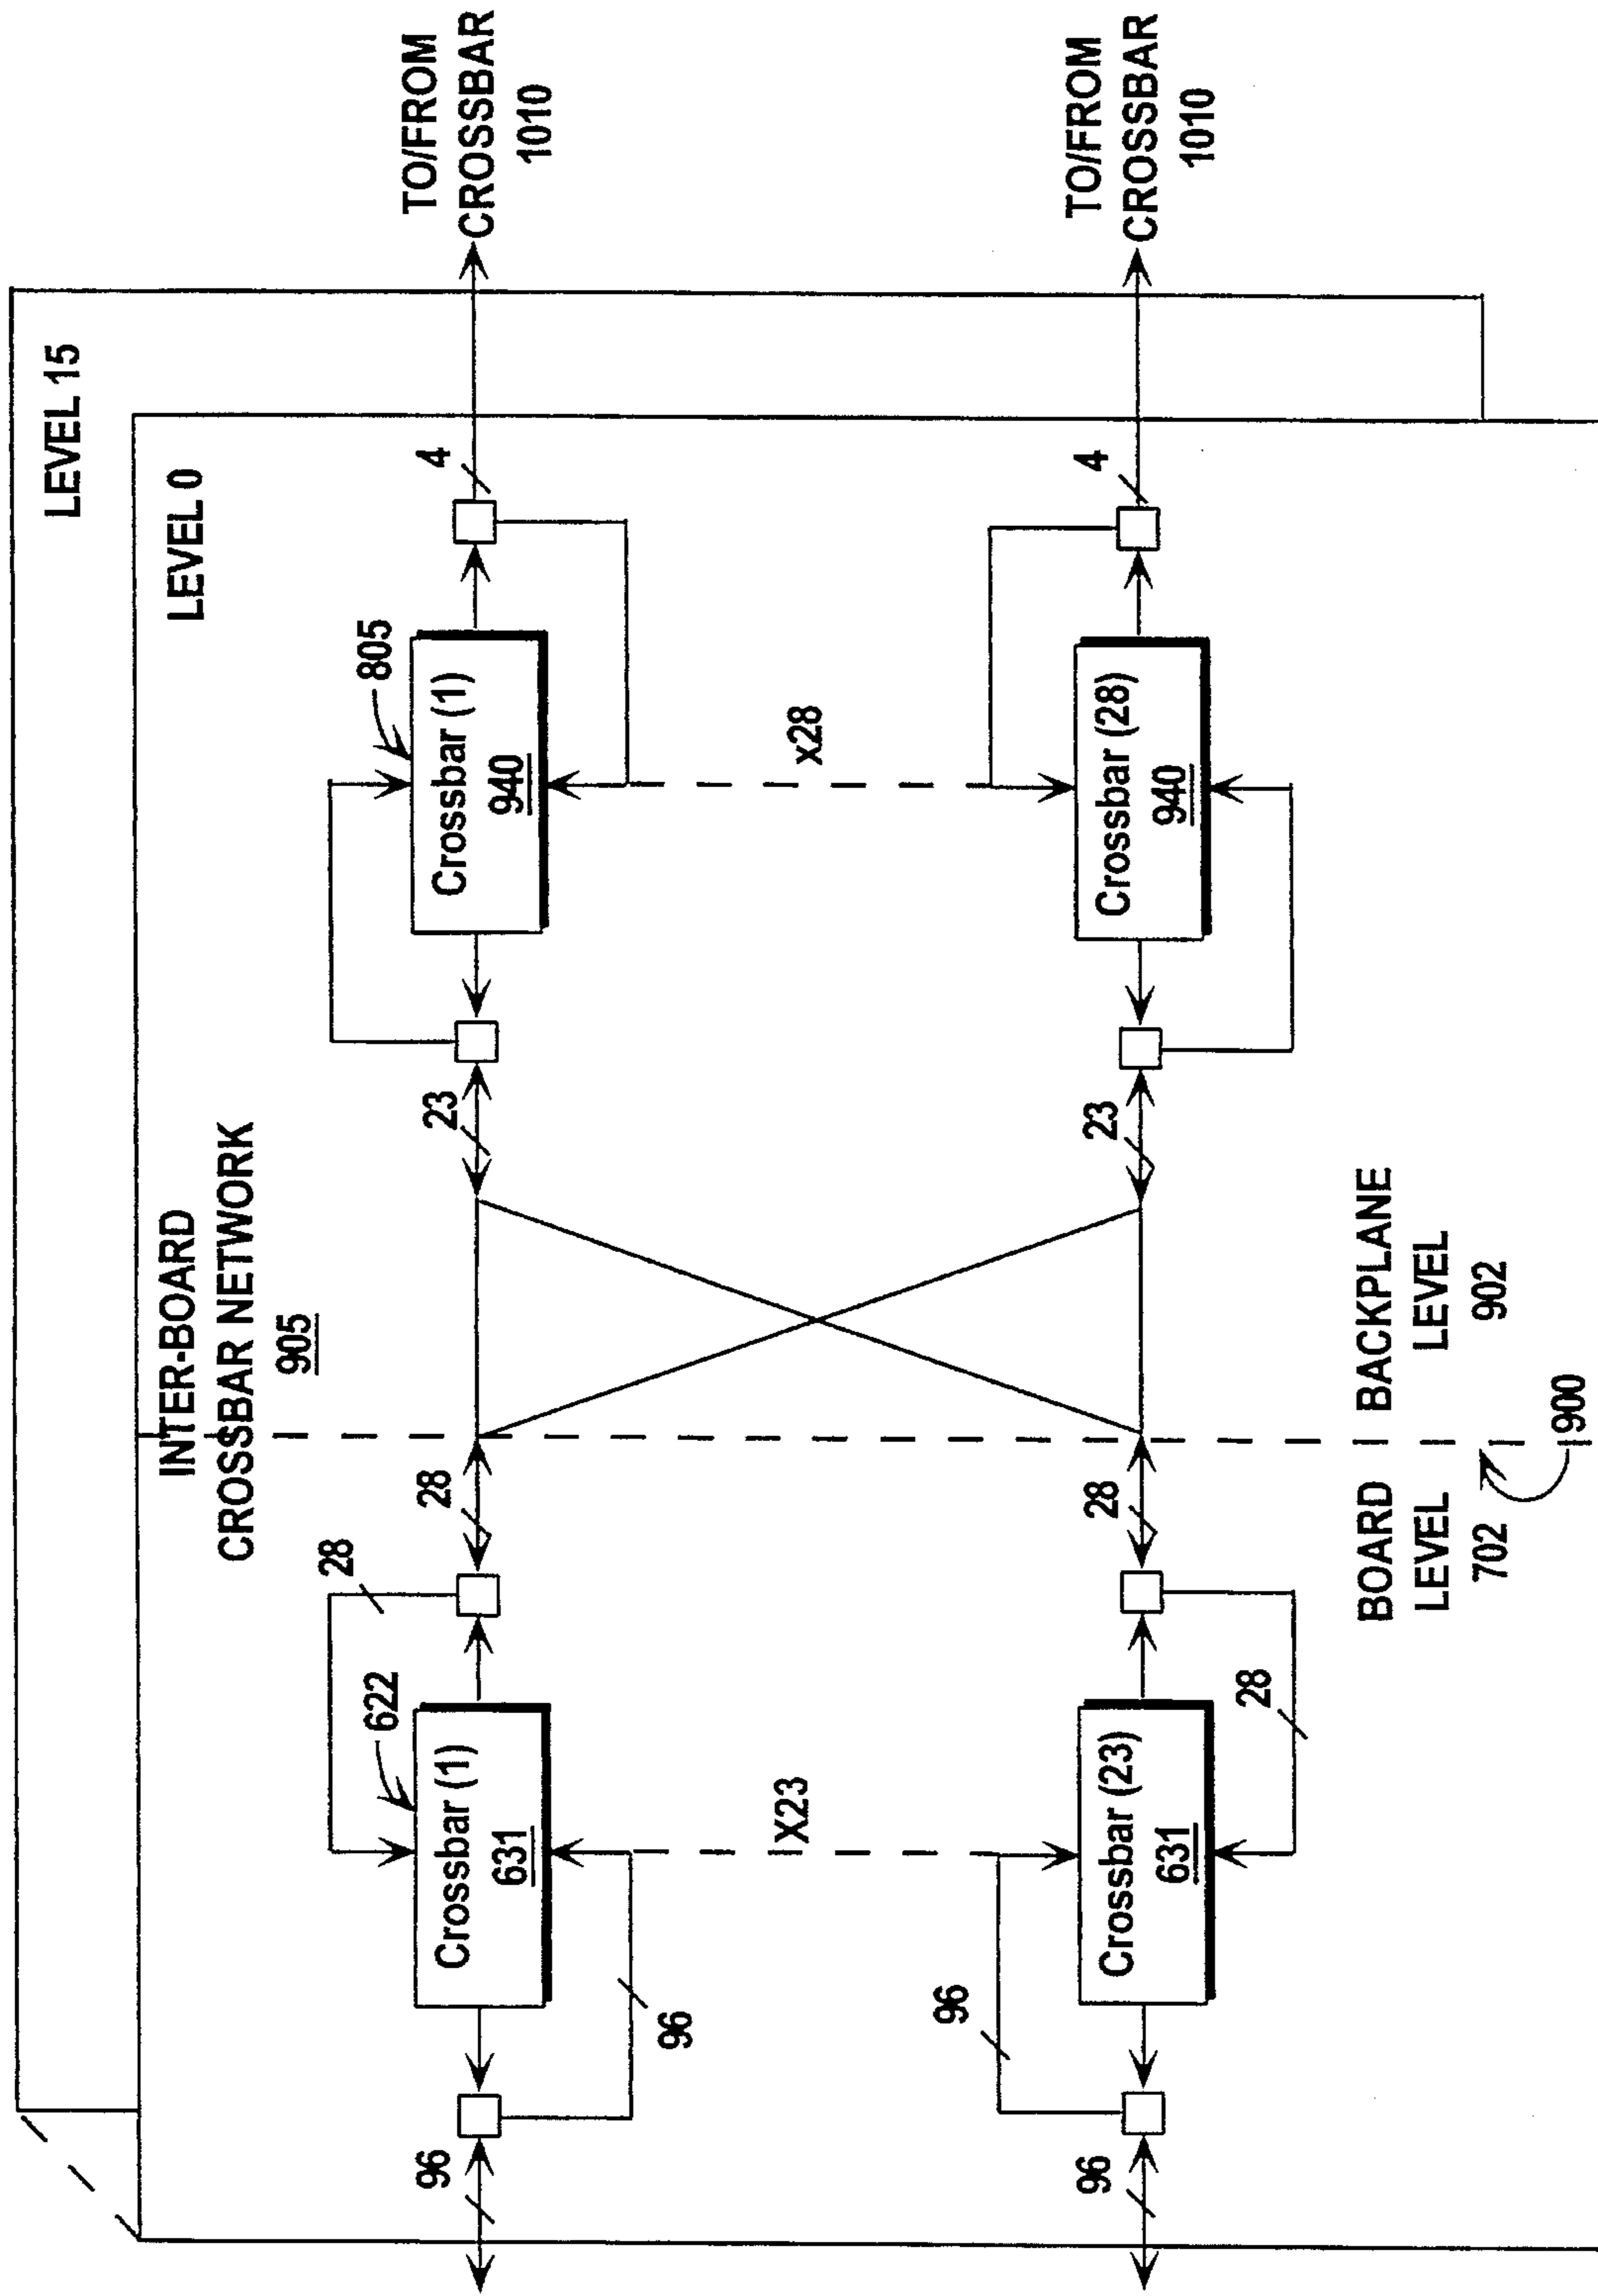 LEVEL 15
LEVEL 0
INTER-BOARD
CROSSBAR NETWORK
905
622
28
28
Crossbar (1)
631
96
96
23
805
Crossbar (1)
940
4
TO/FROM
CROSSBAR
1010
X23
x28
96
96
Crossbar (23)
631
28
28
23
Crossbar (28)
940
4
TO/FROM
CROSSBAR
1010
BOARD
LEVEL
702
BACKPLANE
LEVEL
902
900